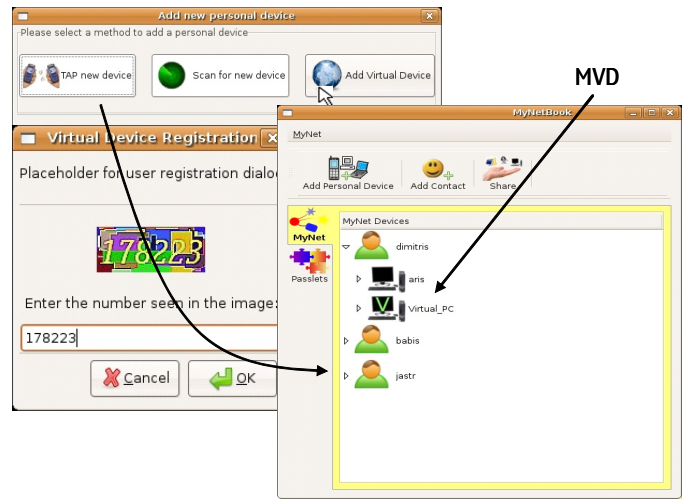 Add new personal device
Please select a method to add a personal device
TAP new device
Scan for new device
Add Virtual Device
MVD
Virtual Device Registration
Placeholder for user registration dialo
178223
Enter the number seen in the image:
178223
Cancel
OK
MyNetBook
MyNet
Add Personal Device
Add Contact
Share
MyNet
Passlets
MyNet Devices
dimitris
aris
V
Virtual_PC
babis
jastr